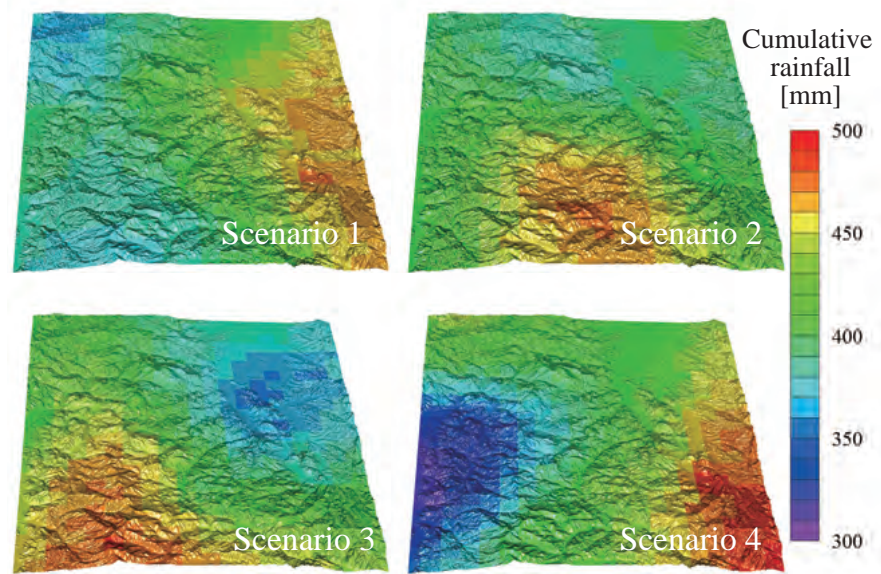 Cumulative
rainfall
[mm]
500
450
400
350
300
Scenario 1
Scenario 2
Scenario 3
Scenario 4